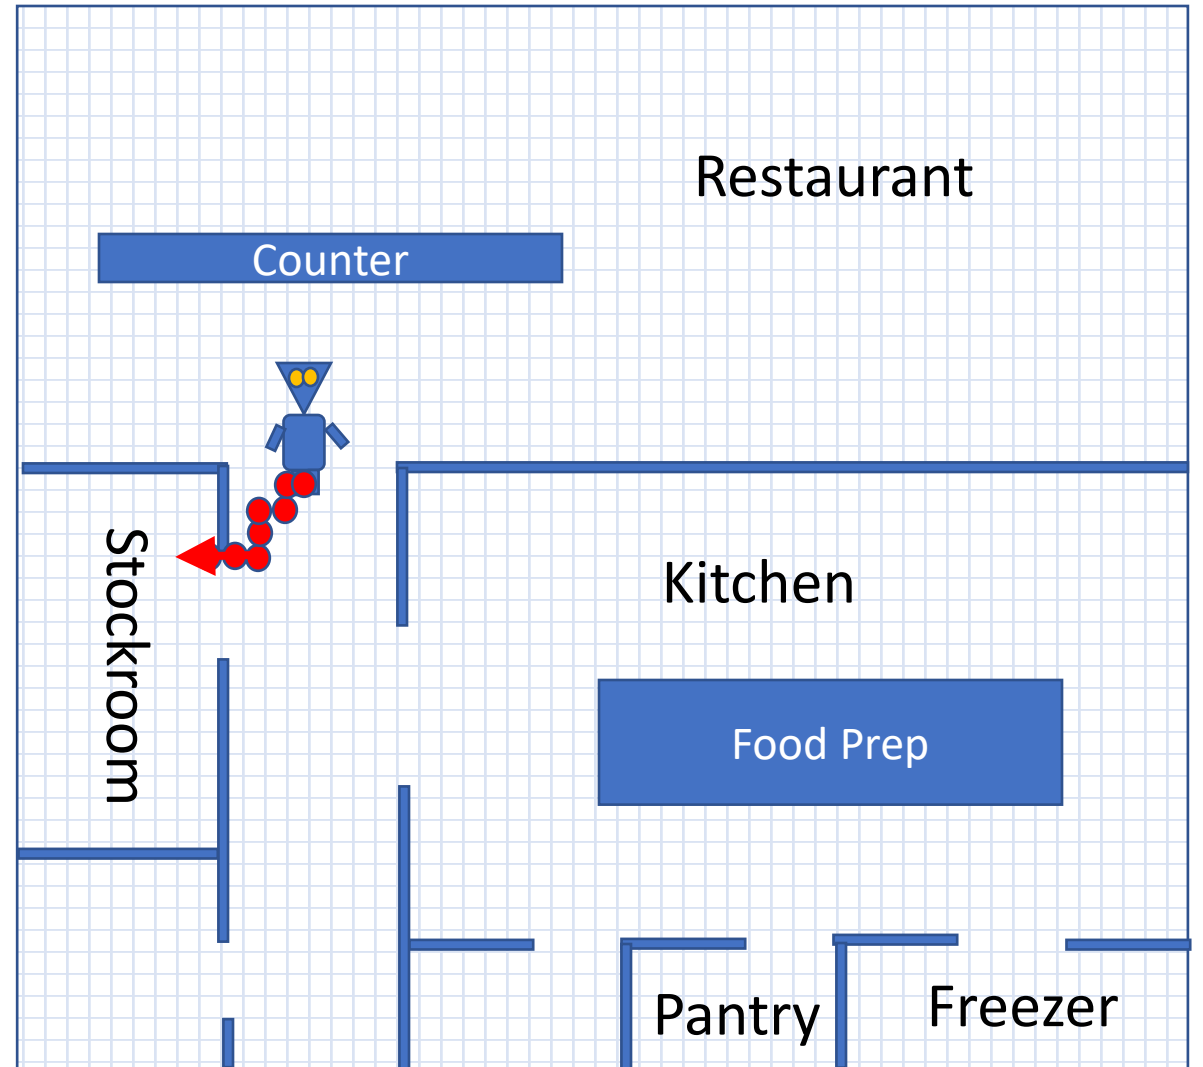 Restaurant
Counter
Stockroom
Kitchen
Food Prep
Pantry
Freezer